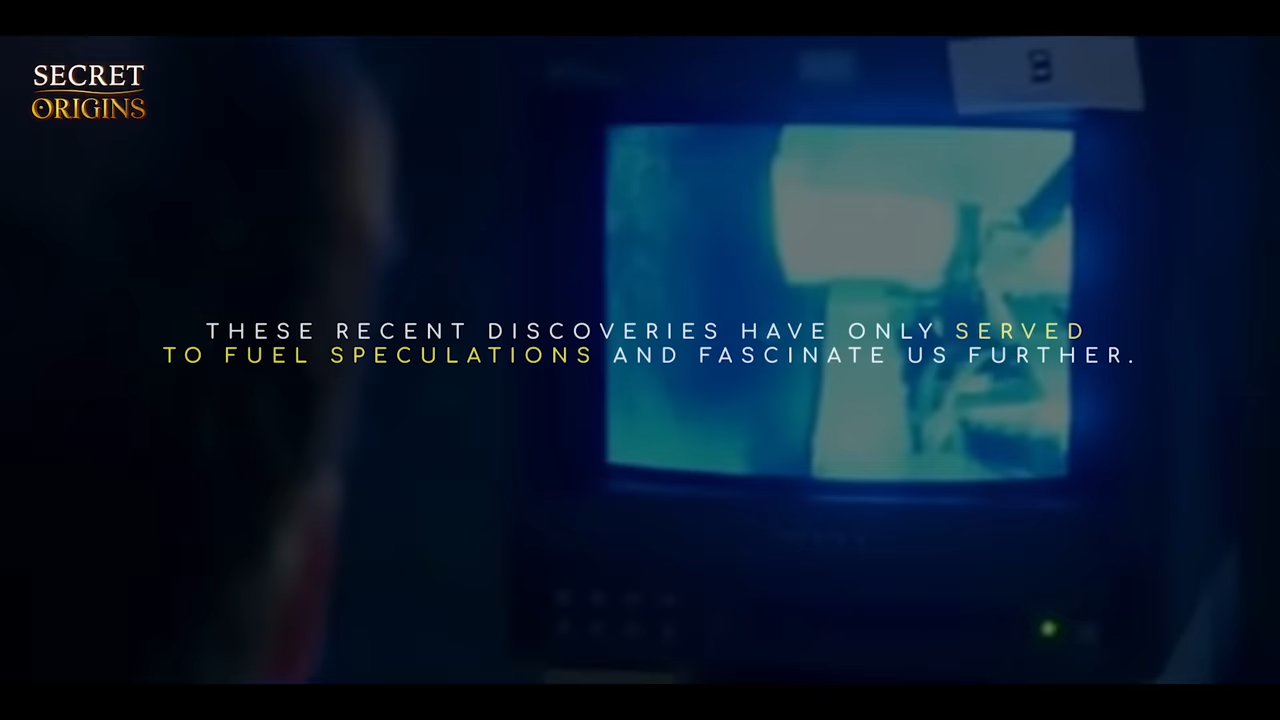 SECRET
ORIGINS
B
THESE RECENT DISCOVERIES HAVE ONLY SERVED
TO FUEL SPECULATIONS AND FASCINATE US FURTHER.